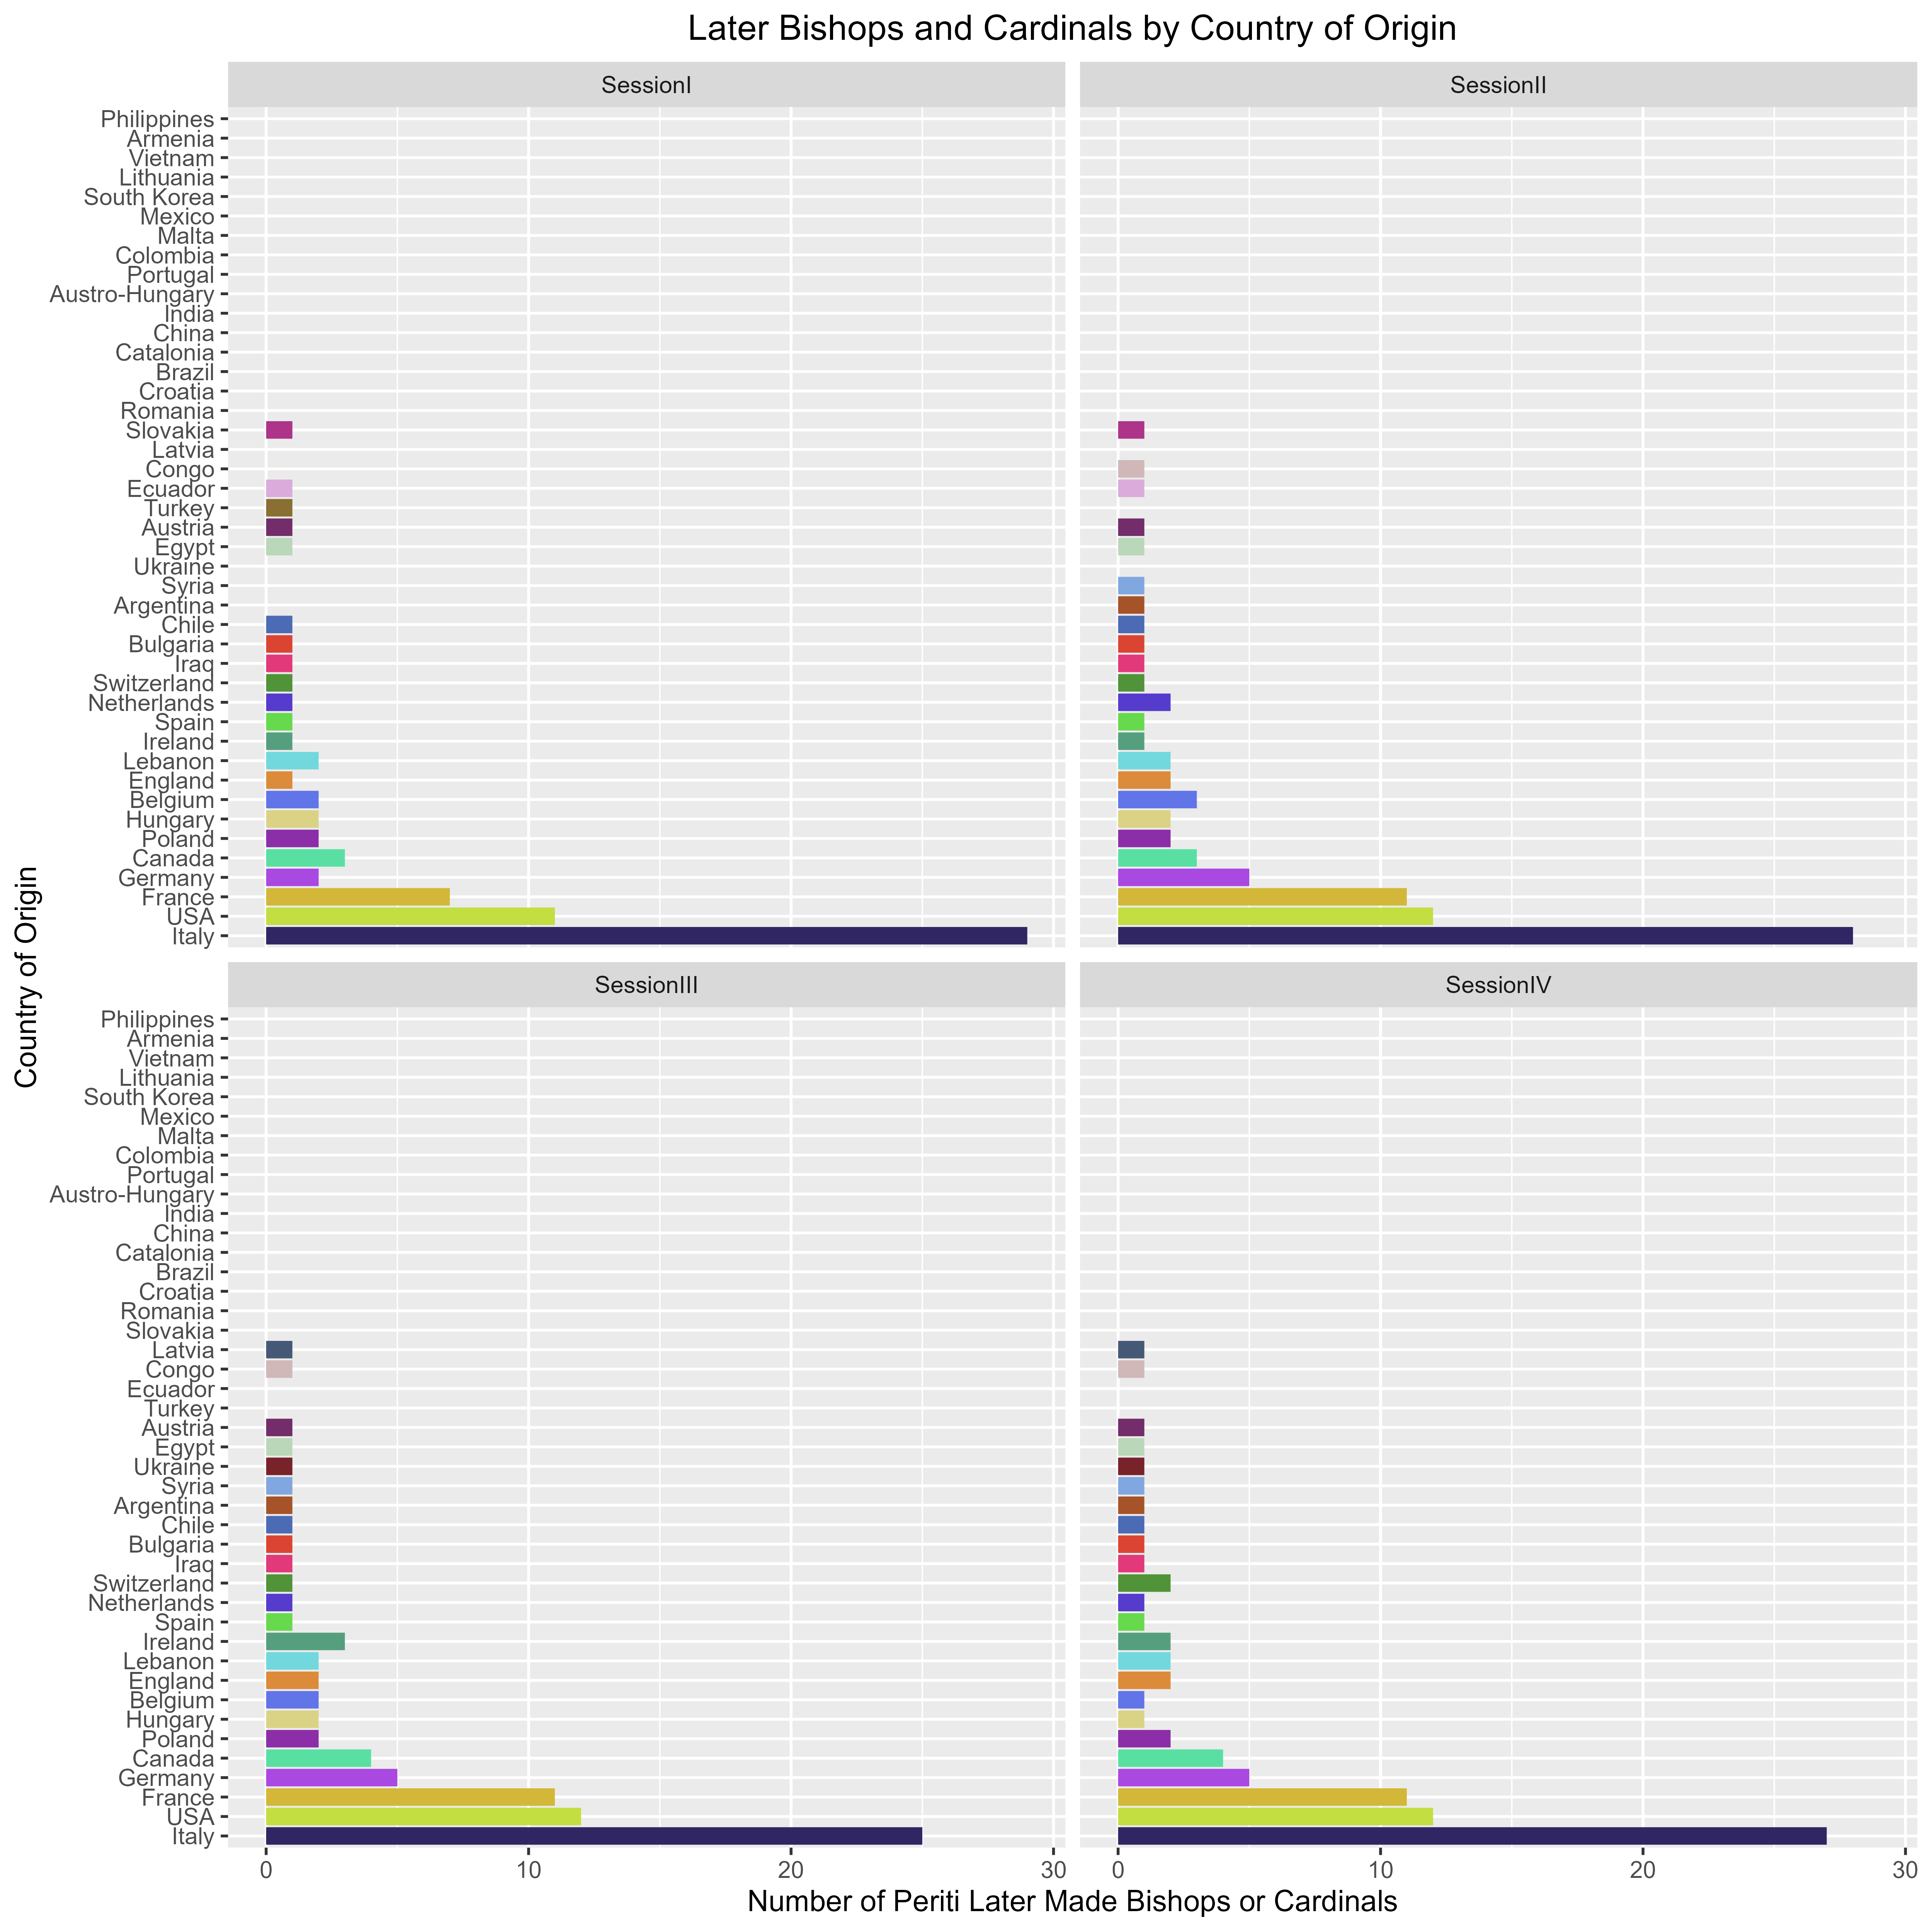 Later Bishops and Cardinals by Country of Origin
SessionI
SessionII
Philippines
Armenia
Vietnam
Lithuania
South Korea
Mexico
Malta
Colombia
Portugal
Austro-Hungary
India
China
Catalonia
Brazil
Croatia
Romania
Slovakia
Latvia
Congo
Ecuador
Turkey
Austria
Egypt
Ukraine
Syria
Argentina
Chile
Bulgaria
Iraq
Switzerland
Netherlands
Spain
Ireland
Lebanon
England
Belgium
Hungary
Poland
Canada
Germany
France
USA
Italy
Country of Origin
SessionIII
SessionIV
Philippines
Armenia
Vietnam
Lithuania
South Korea
Mexico
Malta
Colombia
Portugal
Austro-Hungary
India
China
Catalonia
Brazil
Croatia
Romania
Slovakia
Latvia
Congo
Ecuador
Turkey
Austria
Egypt
Ukraine
Syria
Argentina
Chile
Bulgaria
Iraq
Switzerland
Netherlands
Spain
Ireland
Lebanon
England
Belgium
Hungary
Poland
Canada
Germany
France
USA
Italy
0 10 20 30 0 10 20 30
Number of Periti Later Made Bishops or Cardinals